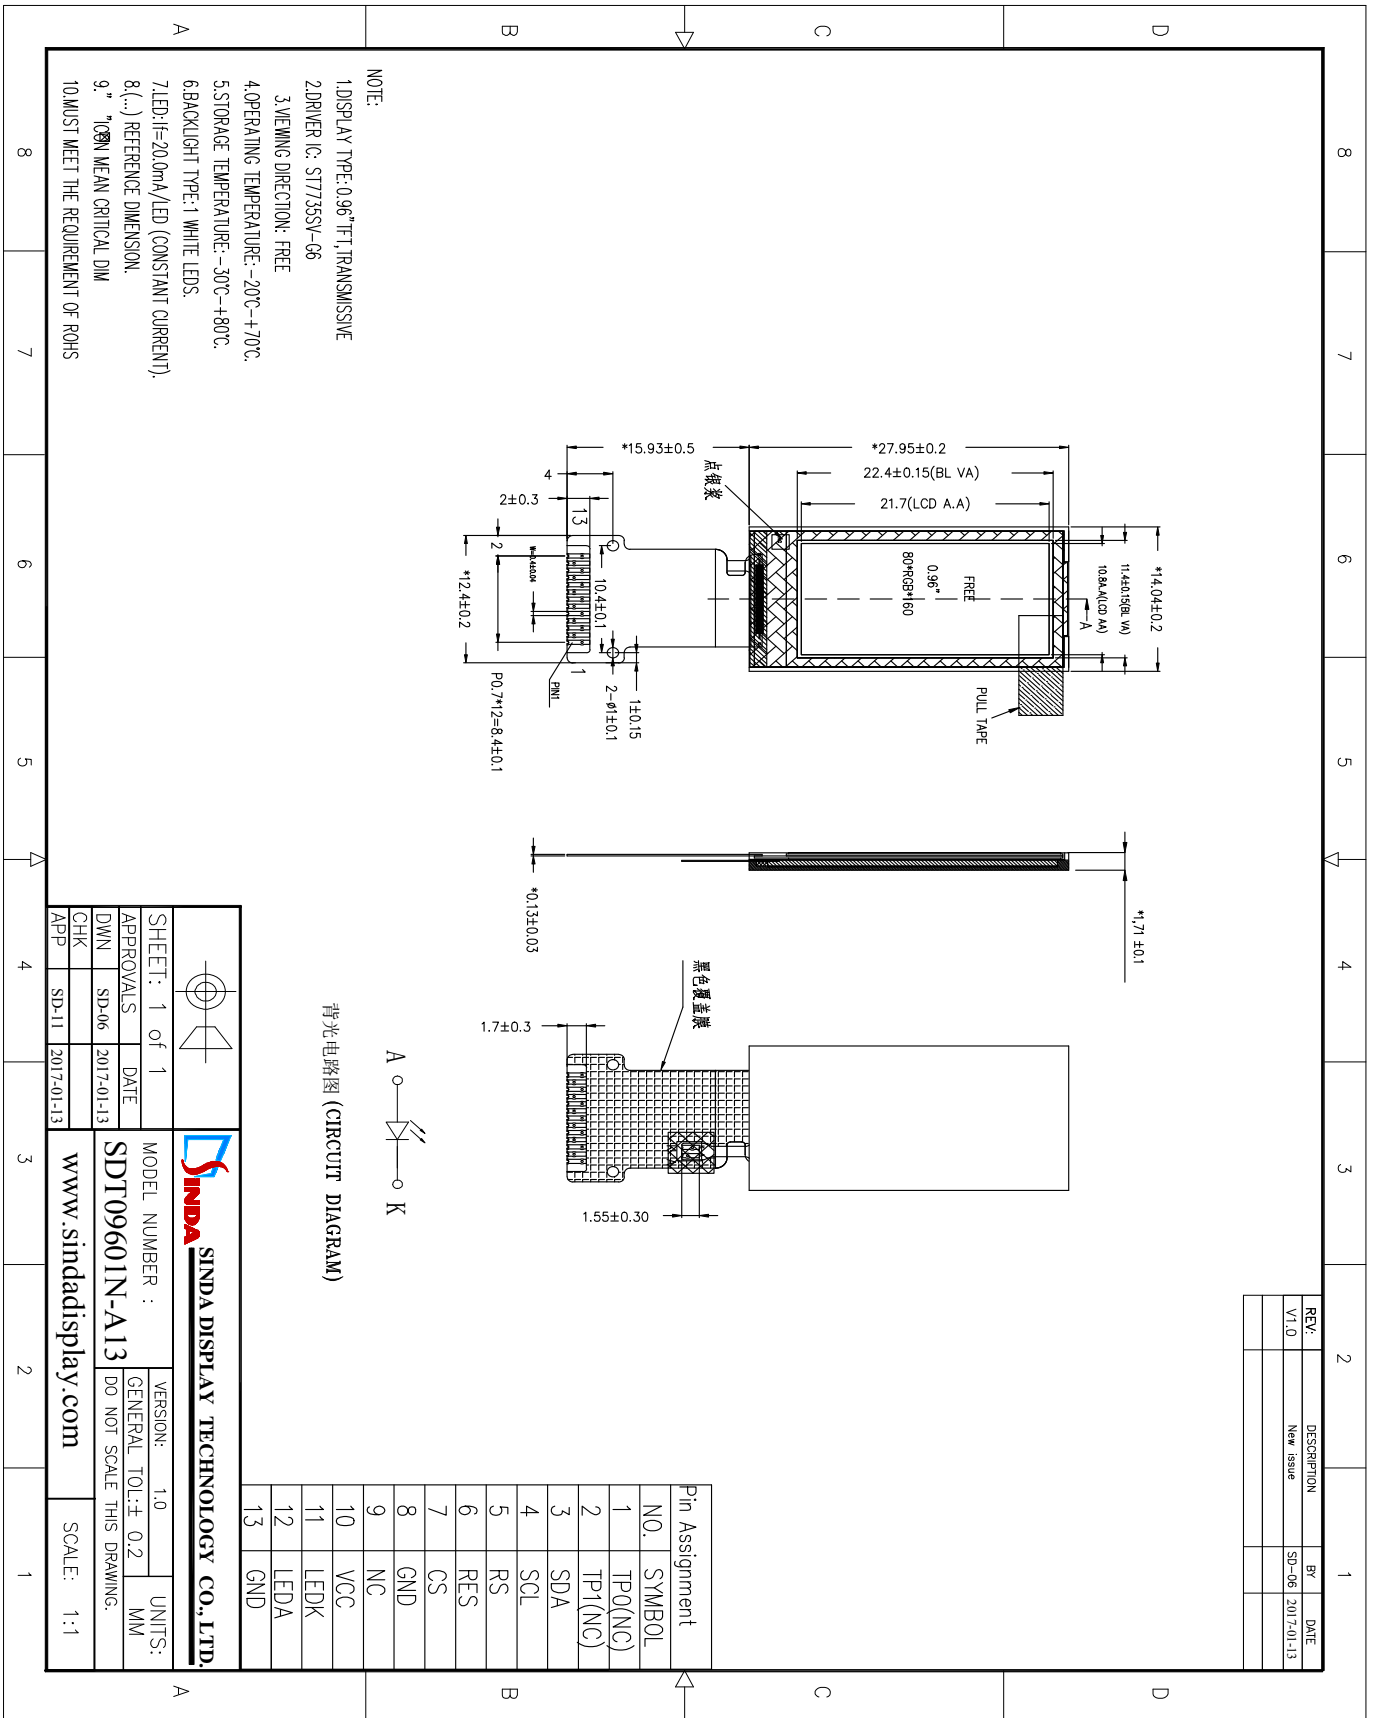 8
7
6
5
4
3
2
1
D
C
B
A
REV:
DESCRIPTION
BY
DATE
V1.0
New issue
SD-06
2017-01-13
*14.04±0.2
11.4±0.15(BL VA)
10.8A.A(LCD AA)
A
*27.95±0.2
22.4±0.15(BL VA)
21.7(LCD A.A)
FREE
0.96"
80*RGB*160
PULL TAPE
点银浆
*15.93±0.5
4
2±0.3
13
2
10.4±0.1
*12.4±0.2
P0.7*12=8.4±0.1
PIN1
1
2-ø1±0.1
1±0.15
*1,71 ±0.1
*0.13±0.03
黑色覆盖膜
1.7±0.3
1.55±0.30
A
K
背光电路图 (CIRCUIT DIAGRAM)
NOTE:
1.DISPLAY TYPE:0.96"TFT,TRANSMISSIVE
2.DRIVER IC: ST7735SV-G6
3.VIEWING DIRECTION: FREE
4.OPERATING TEMPERATURE:-20°C-+70°C.
5.STORAGE TEMPERATURE:-30°C-+80°C.
6.BACKLIGHT TYPE:1 WHITE LEDS.
7.LED:If=20.0mA/LED (CONSTANT CURRENT).
8.(...) REFERENCE DIMENSION.
9. " " MEAN CRITICAL DIM
10.MUST MEET THE REQUIREMENT OF ROHS
Pin Assignment
NO. SYMBOL
1 TP0(NC)
2 TP1(NC)
3 SDA
4 SCL
5 RS
6 RES
7 CS
8 GND
9 NC
10 VCC
11 LEDK
12 LEDA
13 GND
SHEET: 1 of 1
APPROVALS DATE
DWN SD-06 2017-01-13
CHK
APP SD-11 2017-01-13
SINDA
SINDA DISPLAY TECHNOLOGY CO., LTD.
MODEL NUMBER :
SDT09601N-A13
VERSION: 1.0
GENERAL TOL:± 0.2
UNITS:
MM
DO NOT SCALE THIS DRAWING.
www.sindadisplay.com
SCALE: 1:1
A
B
C
D
8
7
6
5
4
3
2
1